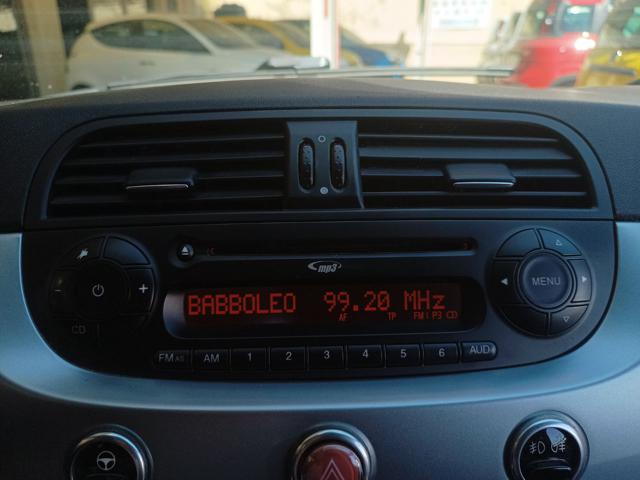 mp3
MENU
BABBOLEO 99.20 MHz
AF TP FM1 P3 CD
CD
FM AS AM 1 2 3 4 5 6 AUD